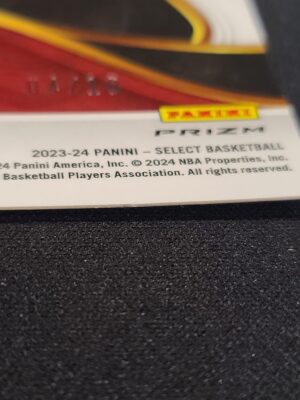 PANINI
PRIZM
2023-24 PANINI – SELECT BASKETBALL
24 Panini America, Inc. © 2024 NBA Properties, Inc.
Basketball Players Association. All rights reserved.